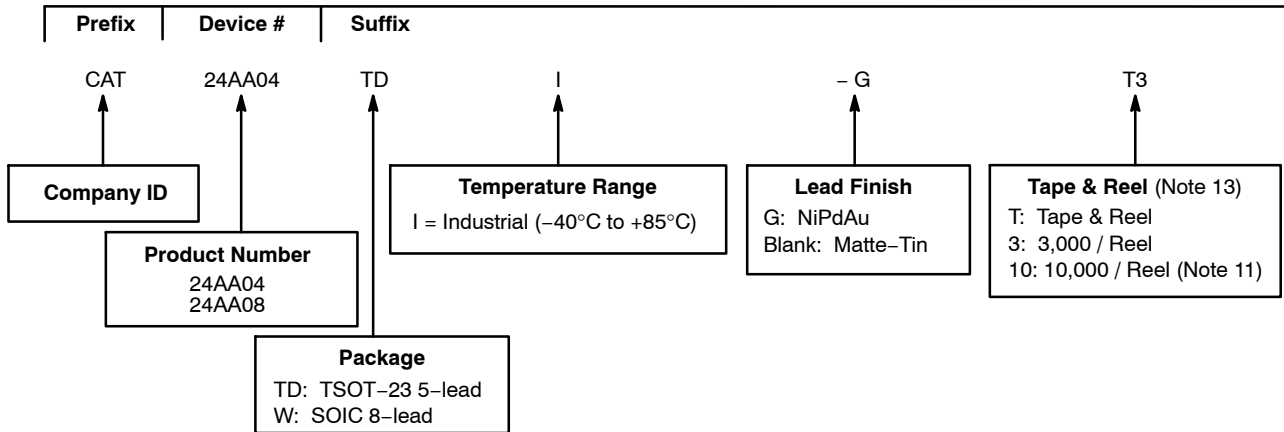 Prefix Device # Suffix
CAT 24AA04 TD I – G T3
Company ID
Product Number
24AA04
24AA08
Package
TD: TSOT–23 5–lead
W: SOIC 8–lead
Temperature Range
I = Industrial (–40°C to +85°C)
Lead Finish
G: NiPdAu
Blank: Matte–Tin
Tape & Reel (Note 13)
T: Tape & Reel
3: 3,000 / Reel
10: 10,000 / Reel (Note 11)